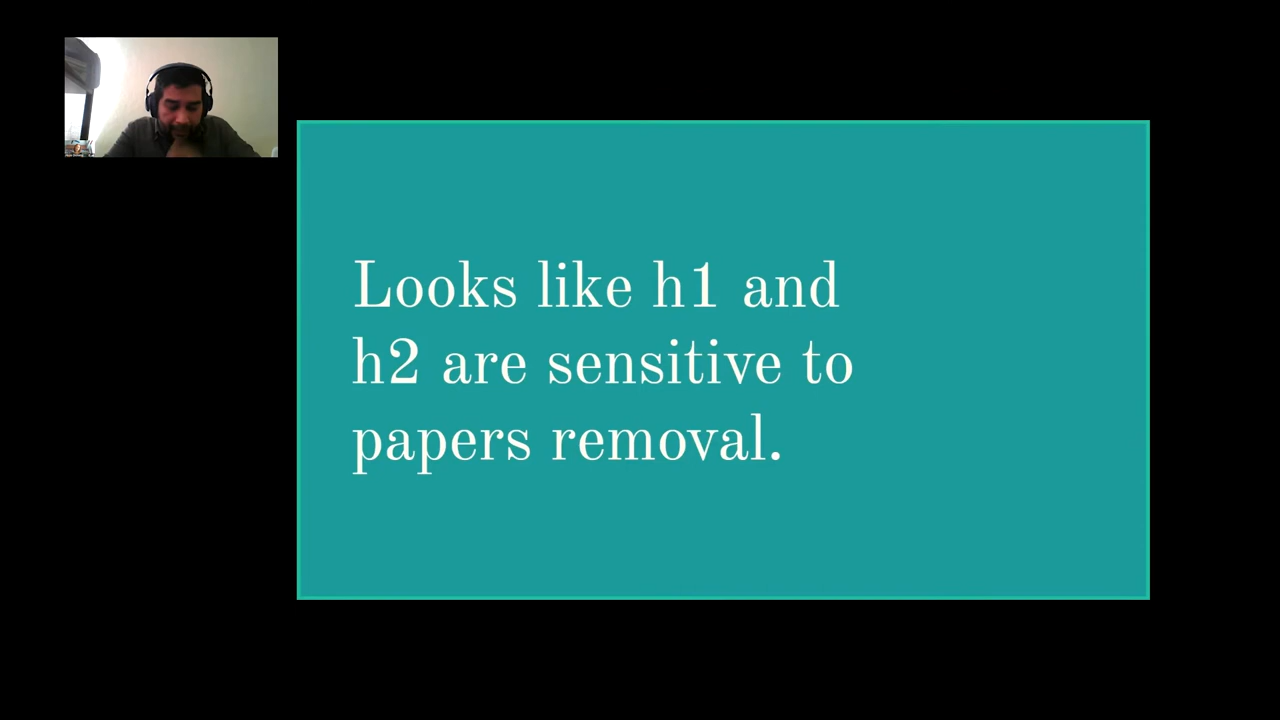 Looks like h1 and
h2 are sensitive to
papers removal.